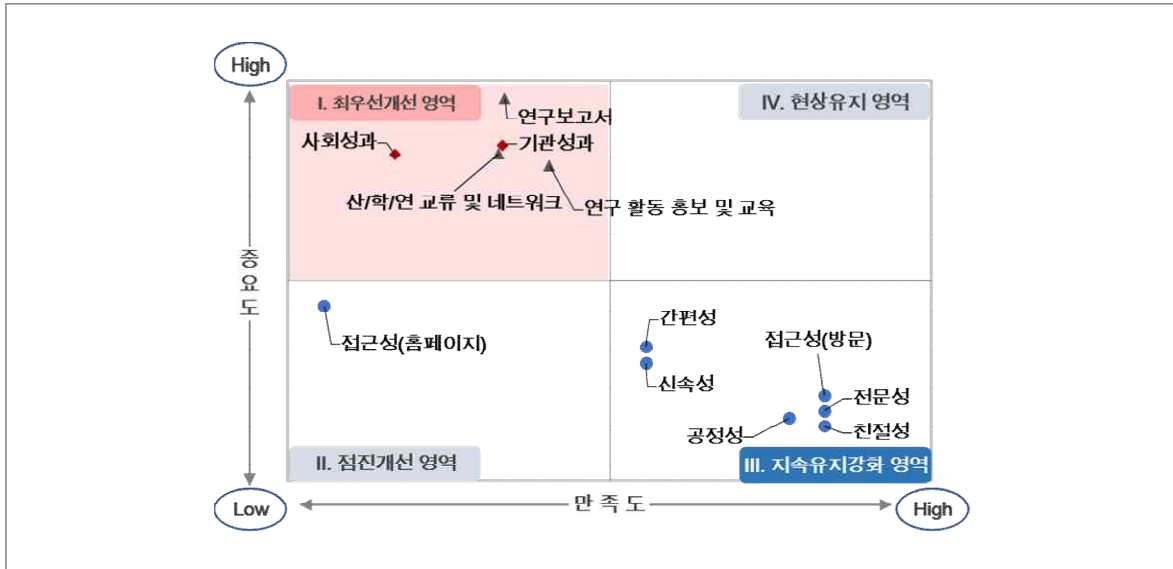 High
I. 최우선개선 영역
IV. 현상유지 영역
연구보고서
사회성과
기관성과
산/학/연 교류 및 네트워크
연구 활동 홍보 및 교육
중요도
접근성(홈페이지)
간편성
접근성(방문)
신속성
전문성
공정성
친절성
II. 점진개선 영역
III. 지속유지강화 영역
Low
만 족 도
High